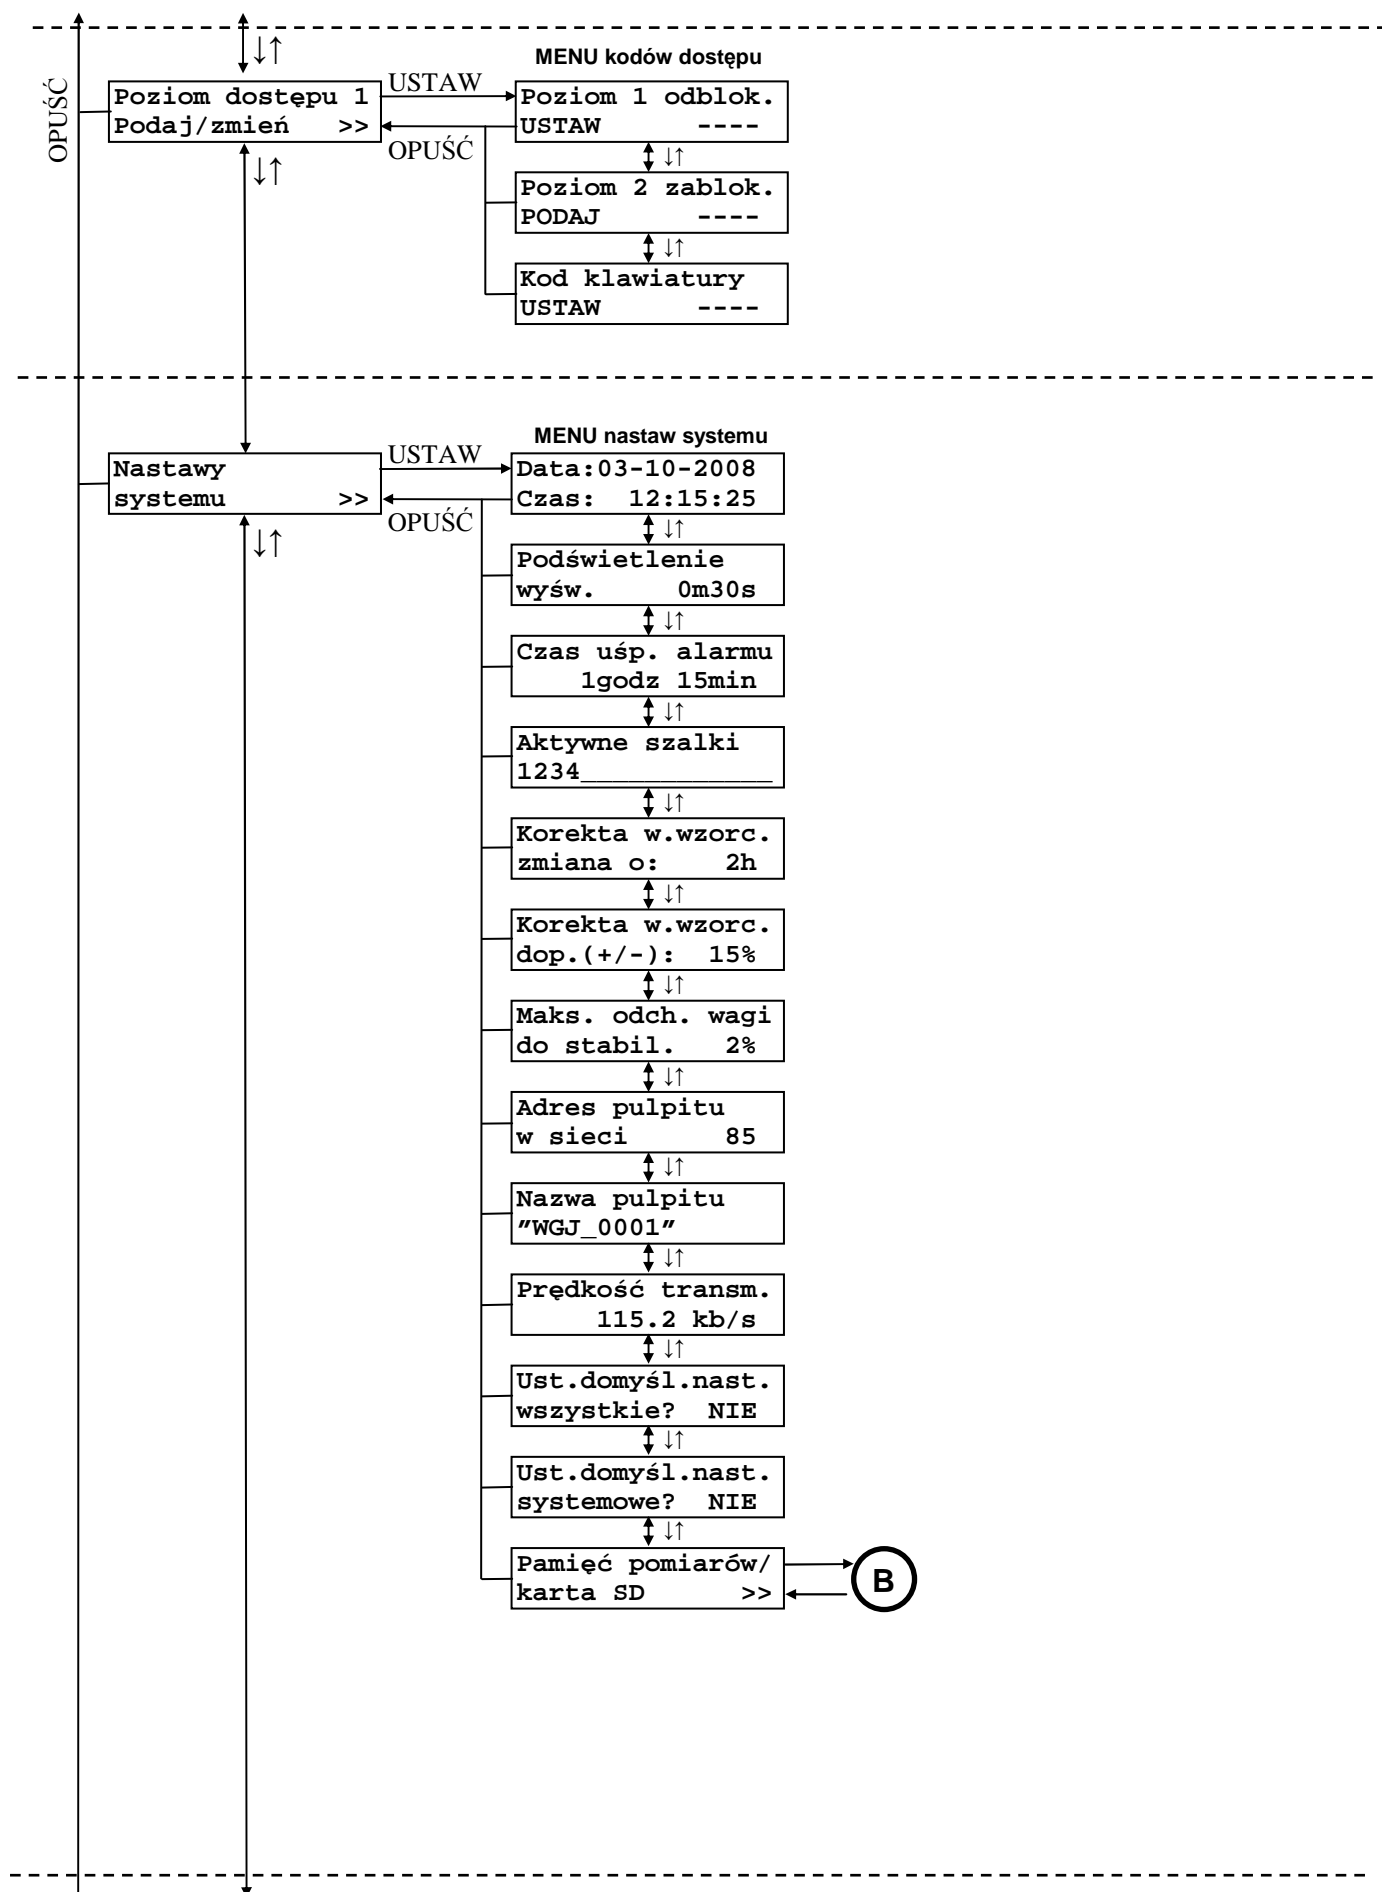 ↓↑
MENU kodów dostępu
OPUŚĆ
Poziom dostępu 1
Podaj/zmień >>
USTAW
OPUŚĆ
Poziom 1 odblok.
USTAW ----
↓↑
↓↑
Poziom 2 zablok.
PODAJ ----
↓↑
Kod klawiatury
USTAW ----
MENU nastaw systemu
Nastawy
systemu >>
USTAW
OPUŚĆ
Data:03-10-2008
Czas: 12:15:25
↓↑
↓↑
Podświetlenie
wyśw. 0m30s
↓↑
Czas uśp. alarmu
1godz 15min
↓↑
Aktywne szalki
1234____________
↓↑
Korekta w.wzorc.
zmiana o: 2h
↓↑
Korekta w.wzorc.
dop.(+/-): 15%
↓↑
Maks. odch. wagi
do stabil. 2%
↓↑
Adres pulpitu
w sieci 85
↓↑
Nazwa pulpitu
"WGJ_0001"
↓↑
Prędkość transm.
115.2 kb/s
↓↑
Ust.domyśl.nast.
wszystkie? NIE
↓↑
Ust.domyśl.nast.
systemowe? NIE
↓↑
Pamięć pomiarów/
karta SD >>
B